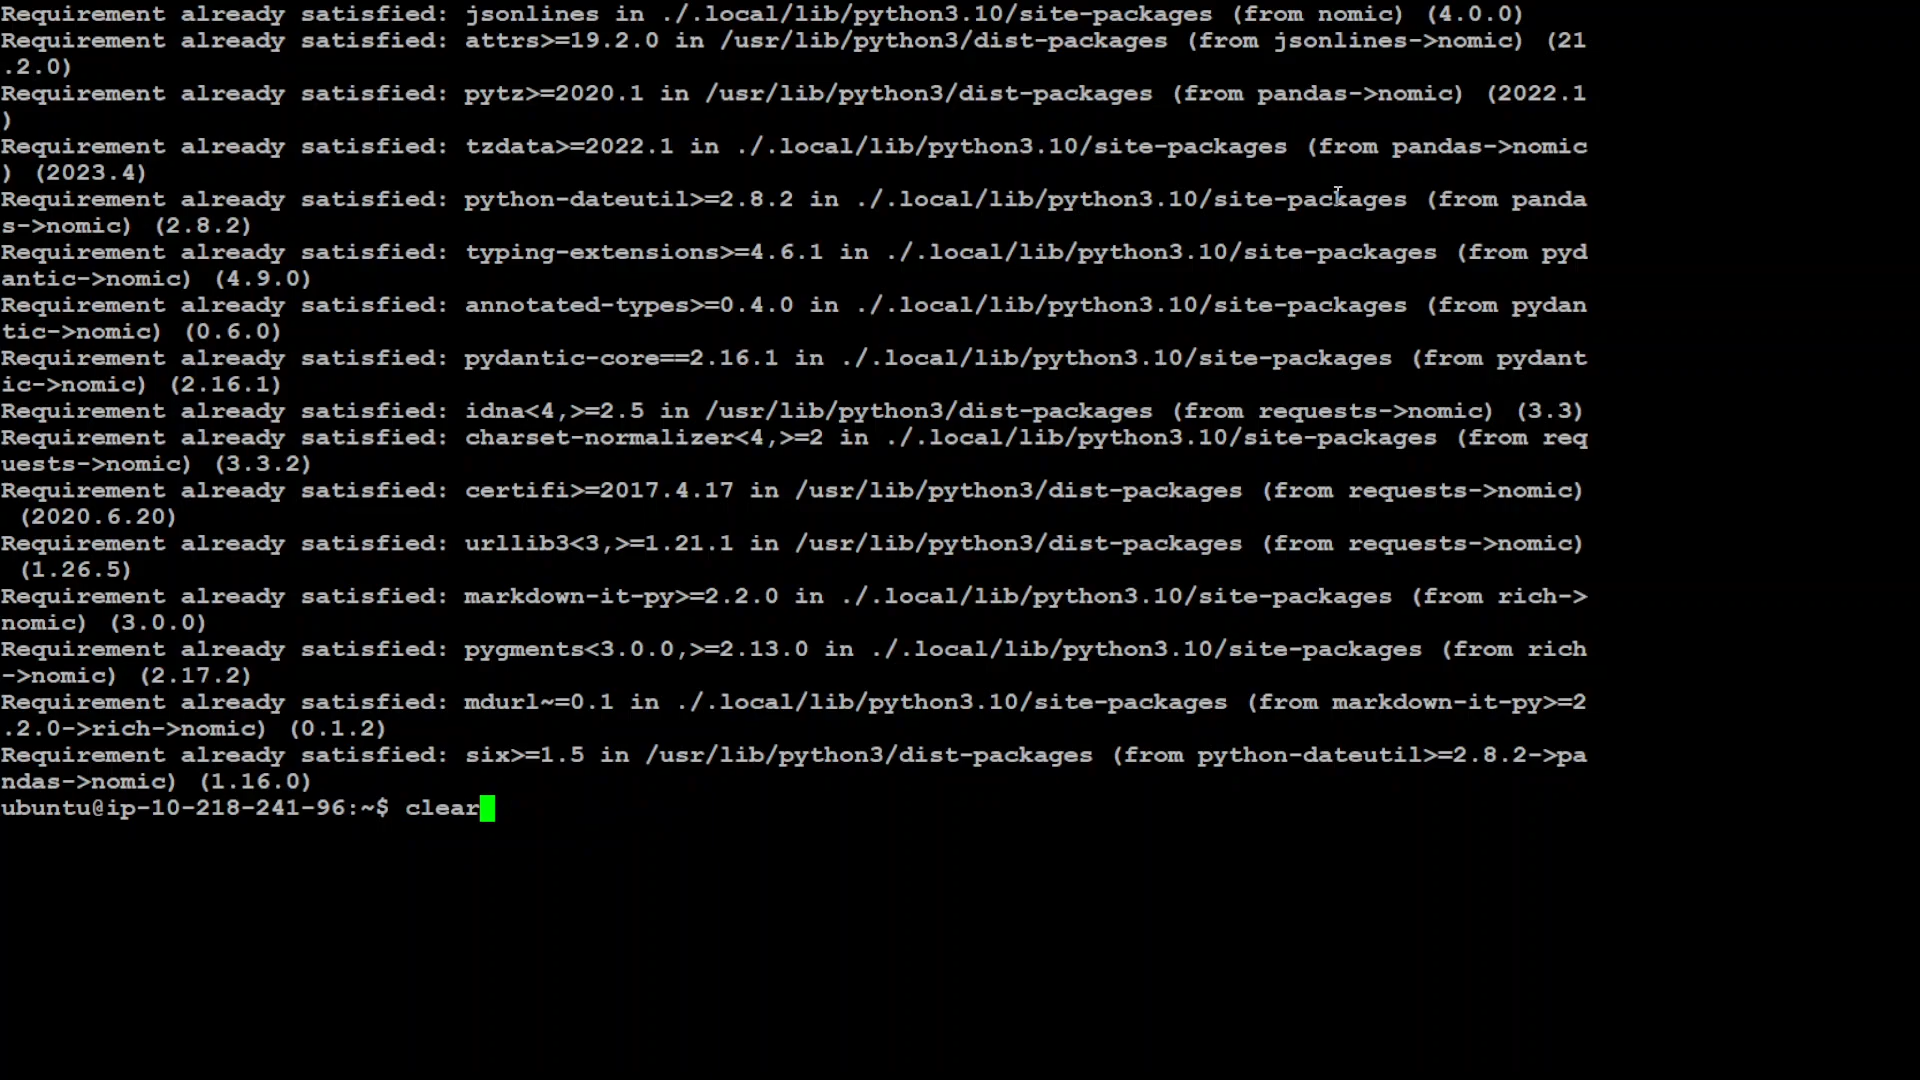 Requirement already satisfied: jsonlines in ./.local/lib/python3.10/site-packages (from nomic) (4.0.0)
Requirement already satisfied: attrs>=19.2.0 in /usr/lib/python3/dist-packages (from jsonlines->nomic) (21
.2.0)
Requirement already satisfied: pytz>=2020.1 in /usr/lib/python3/dist-packages (from pandas->nomic) (2022.1
)
Requirement already satisfied: tzdata>=2022.1 in ./.local/lib/python3.10/site-packages (from pandas->nomic
) (2023.4)
Requirement already satisfied: python-dateutil>=2.8.2 in ./.local/lib/python3.10/site-packages (from panda
s->nomic) (2.8.2)
Requirement already satisfied: typing-extensions>=4.6.1 in ./.local/lib/python3.10/site-packages (from pyd
antic->nomic) (4.9.0)
Requirement already satisfied: annotated-types>=0.4.0 in ./.local/lib/python3.10/site-packages (from pydan
tic->nomic) (0.6.0)
Requirement already satisfied: pydantic-core==2.16.1 in ./.local/lib/python3.10/site-packages (from pydant
ic->nomic) (2.16.1)
Requirement already satisfied: idna<4,>=2.5 in /usr/lib/python3/dist-packages (from requests->nomic) (3.3)
Requirement already satisfied: charset-normalizer<4,>=2 in ./.local/lib/python3.10/site-packages (from req
uests->nomic) (3.3.2)
Requirement already satisfied: certifi>=2017.4.17 in /usr/lib/python3/dist-packages (from requests->nomic)
 (2020.6.20)
Requirement already satisfied: urllib3<3,>=1.21.1 in /usr/lib/python3/dist-packages (from requests->nomic)
 (1.26.5)
Requirement already satisfied: markdown-it-py>=2.2.0 in ./.local/lib/python3.10/site-packages (from rich->
nomic) (3.0.0)
Requirement already satisfied: pygments<3.0.0,>=2.13.0 in ./.local/lib/python3.10/site-packages (from rich
->nomic) (2.17.2)
Requirement already satisfied: mdurl~=0.1 in ./.local/lib/python3.10/site-packages (from markdown-it-py>=2
.2.0->rich->nomic) (0.1.2)
Requirement already satisfied: six>=1.5 in /usr/lib/python3/dist-packages (from python-dateutil>=2.8.2->pa
ndas->nomic) (1.16.0)
ubuntu@ip-10-218-241-96:~$ clear